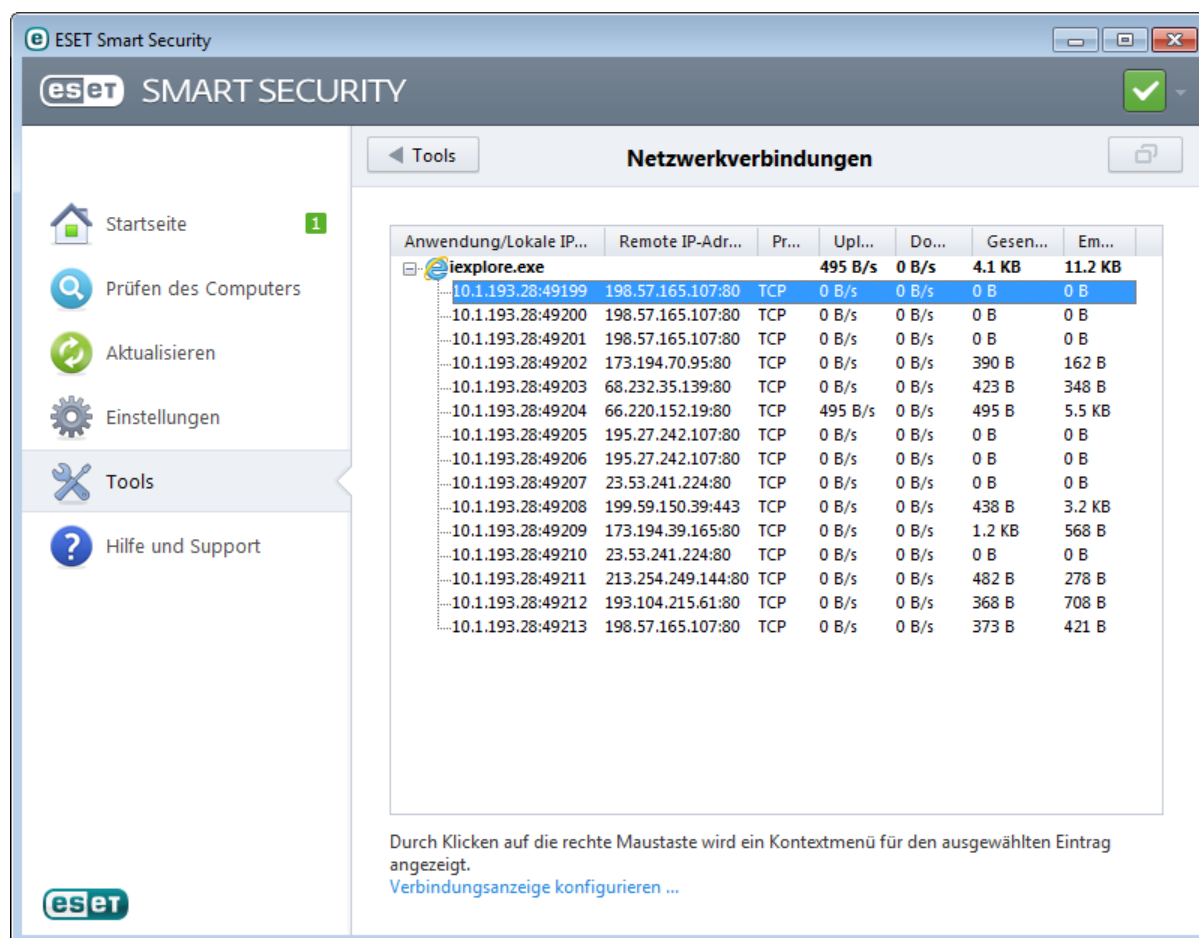 ESET Smart Security
eset SMART SECURITY
Tools
Netzwerkverbindungen
Startseite 1
Prüfen des Computers
Aktualisieren
Einstellungen
Tools
Hilfe und Support
Anwendung/Lokale IP... Remote IP-Adr... Pr... Upl... Do... Gesen... Em...
iexplore.exe 495 B/s 0 B/s 4.1 KB 11.2 KB
10.1.193.28:49199 198.57.165.107:80 TCP 0 B/s 0 B/s 0 B 0 B
10.1.193.28:49200 198.57.165.107:80 TCP 0 B/s 0 B/s 0 B 0 B
10.1.193.28:49201 198.57.165.107:80 TCP 0 B/s 0 B/s 0 B 0 B
10.1.193.28:49202 173.194.70.95:80 TCP 0 B/s 0 B/s 390 B 162 B
10.1.193.28:49203 68.232.35.139:80 TCP 0 B/s 0 B/s 423 B 348 B
10.1.193.28:49204 66.220.152.19:80 TCP 495 B/s 0 B/s 495 B 5.5 KB
10.1.193.28:49205 195.27.242.107:80 TCP 0 B/s 0 B/s 0 B 0 B
10.1.193.28:49206 195.27.242.107:80 TCP 0 B/s 0 B/s 0 B 0 B
10.1.193.28:49207 23.53.241.224:80 TCP 0 B/s 0 B/s 0 B 0 B
10.1.193.28:49208 199.59.150.39:443 TCP 0 B/s 0 B/s 438 B 3.2 KB
10.1.193.28:49209 173.194.39.165:80 TCP 0 B/s 0 B/s 1.2 KB 568 B
10.1.193.28:49210 23.53.241.224:80 TCP 0 B/s 0 B/s 0 B 0 B
10.1.193.28:49211 213.254.249.144:80 TCP 0 B/s 0 B/s 482 B 278 B
10.1.193.28:49212 193.104.215.61:80 TCP 0 B/s 0 B/s 368 B 708 B
10.1.193.28:49213 198.57.165.107:80 TCP 0 B/s 0 B/s 373 B 421 B
Durch Klicken auf die rechte Maustaste wird ein Kontextmenü für den ausgewählten Eintrag
angezeigt.
Verbindungsanzeige konfigurieren ...
eset